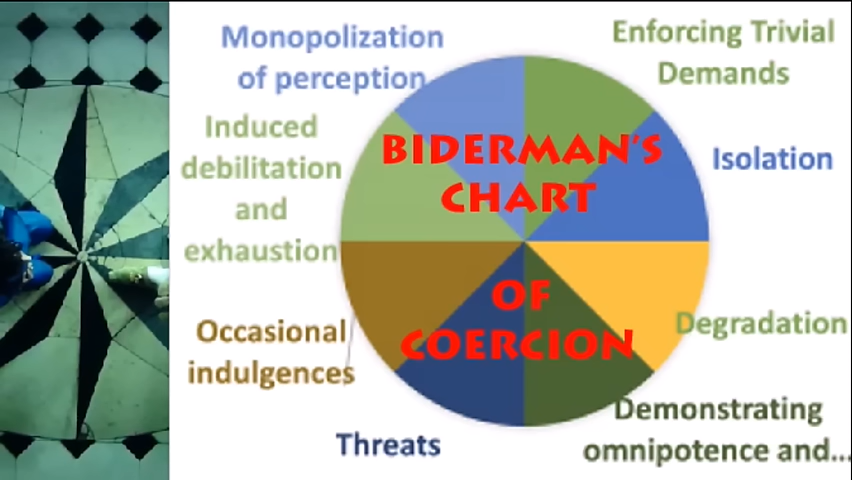 Monopolization
of perception
Enforcing Trivial
Demands
Induced
debilitation
and
exhaustion
Isolation
BIDERMAN'S
CHART
OF
COERCION
Occasional
indulgences
Degradation
Threats
Demonstrating
omnipotence and...